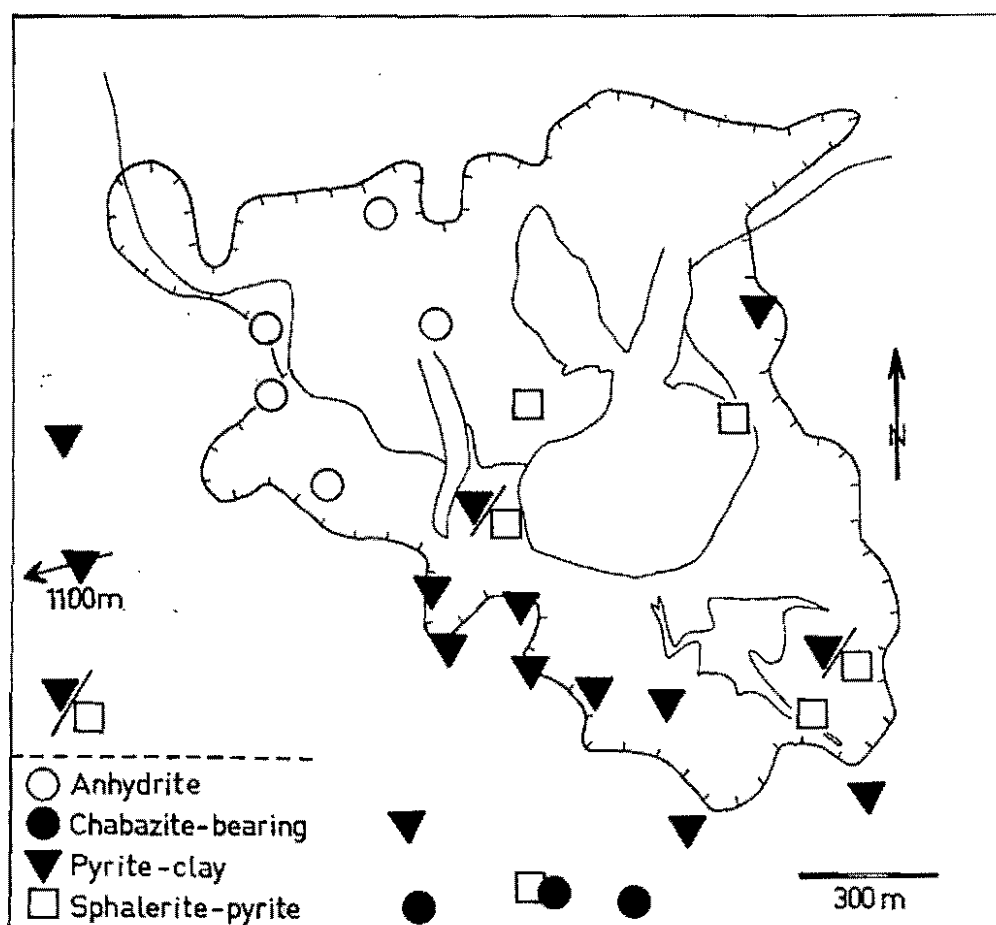 N
1100m
Anhydrite
Chabazite-bearing
Pyrite-clay
Sphalerite-pyrite
300 m